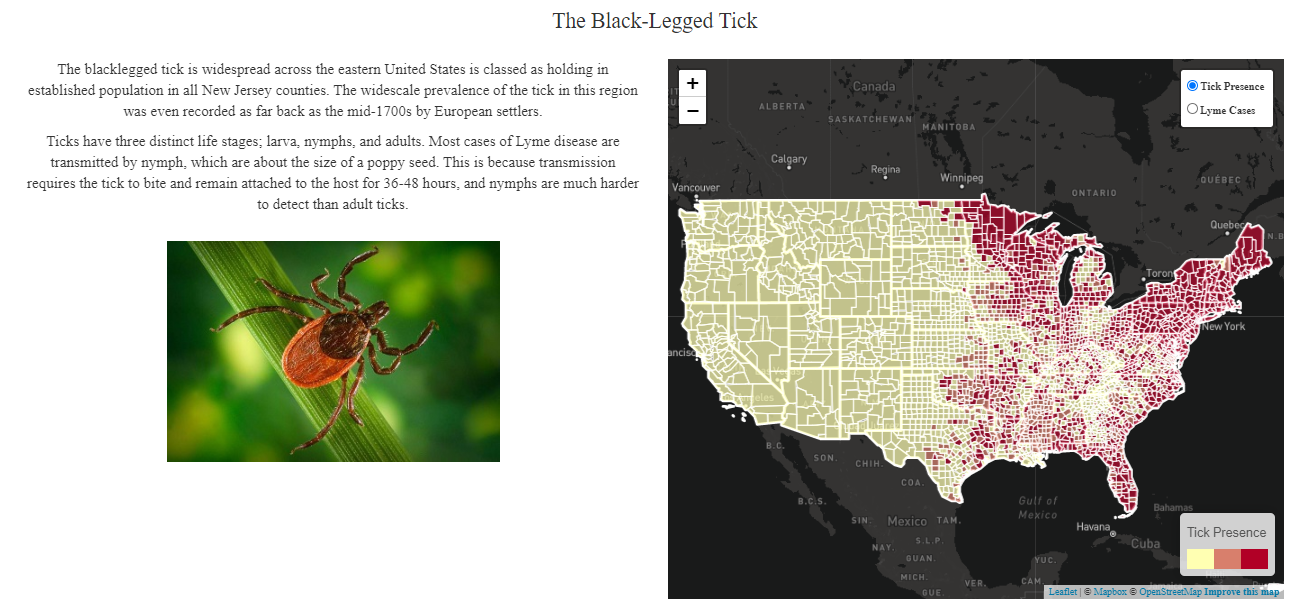 The Black-Legged Tick
The blacklegged tick is widespread across the eastern United States is classed as holding in
established population in all New Jersey counties. The widescale prevalence of the tick in this region
was even recorded as far back as the mid-1700s by European settlers.
Ticks have three distinct life stages; larva, nymphs, and adults. Most cases of Lyme disease are
transmitted by nymph, which are about the size of a poppy seed. This is because transmission
requires the tick to bite and remain attached to the host for 36-48 hours, and nymphs are much harder
to detect than adult ticks.
+
−
Tick Presence
Lyme Cases
Canada
ALBERTA
SASKATCHEWAN
MANITOBA
Calgary
Regina
Winnipeg
ONTARIO
QUÉBEC
Vancouver
Quebec
N.B
Toron
New York
ancisc
eles
B.C.
SON.
CHIH.
COA.
B.C.S.
SIN.
Mexico
TAM.
Gulf of
Mexico
Bahamas
Havana
Cuba
NAY.
S.L.P.
GUAN.
YUC.
MICH.
VER.
CAM.
GUE.
Tick Presence
Leaflet | © Mapbox © OpenStreetMap Improve this map